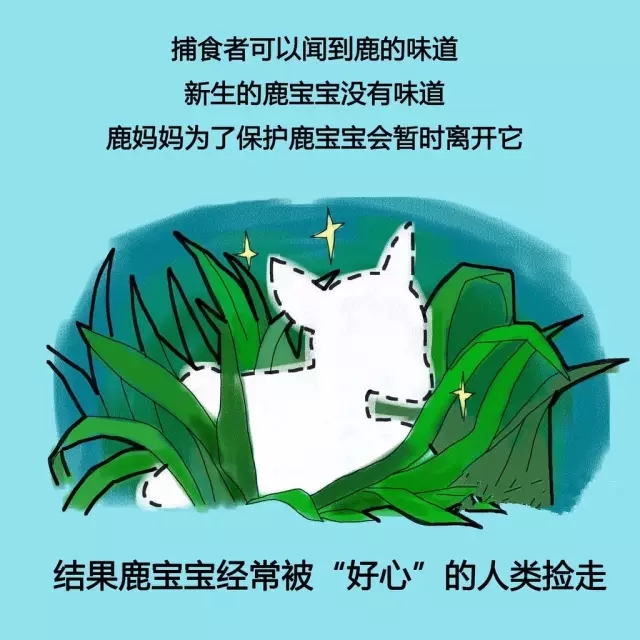 捕食者可以闻到鹿的味道
新生的鹿宝宝没有味道
鹿妈妈为了保护鹿宝宝会暂时离开它
结果鹿宝宝经常被“好心”的人类捡走